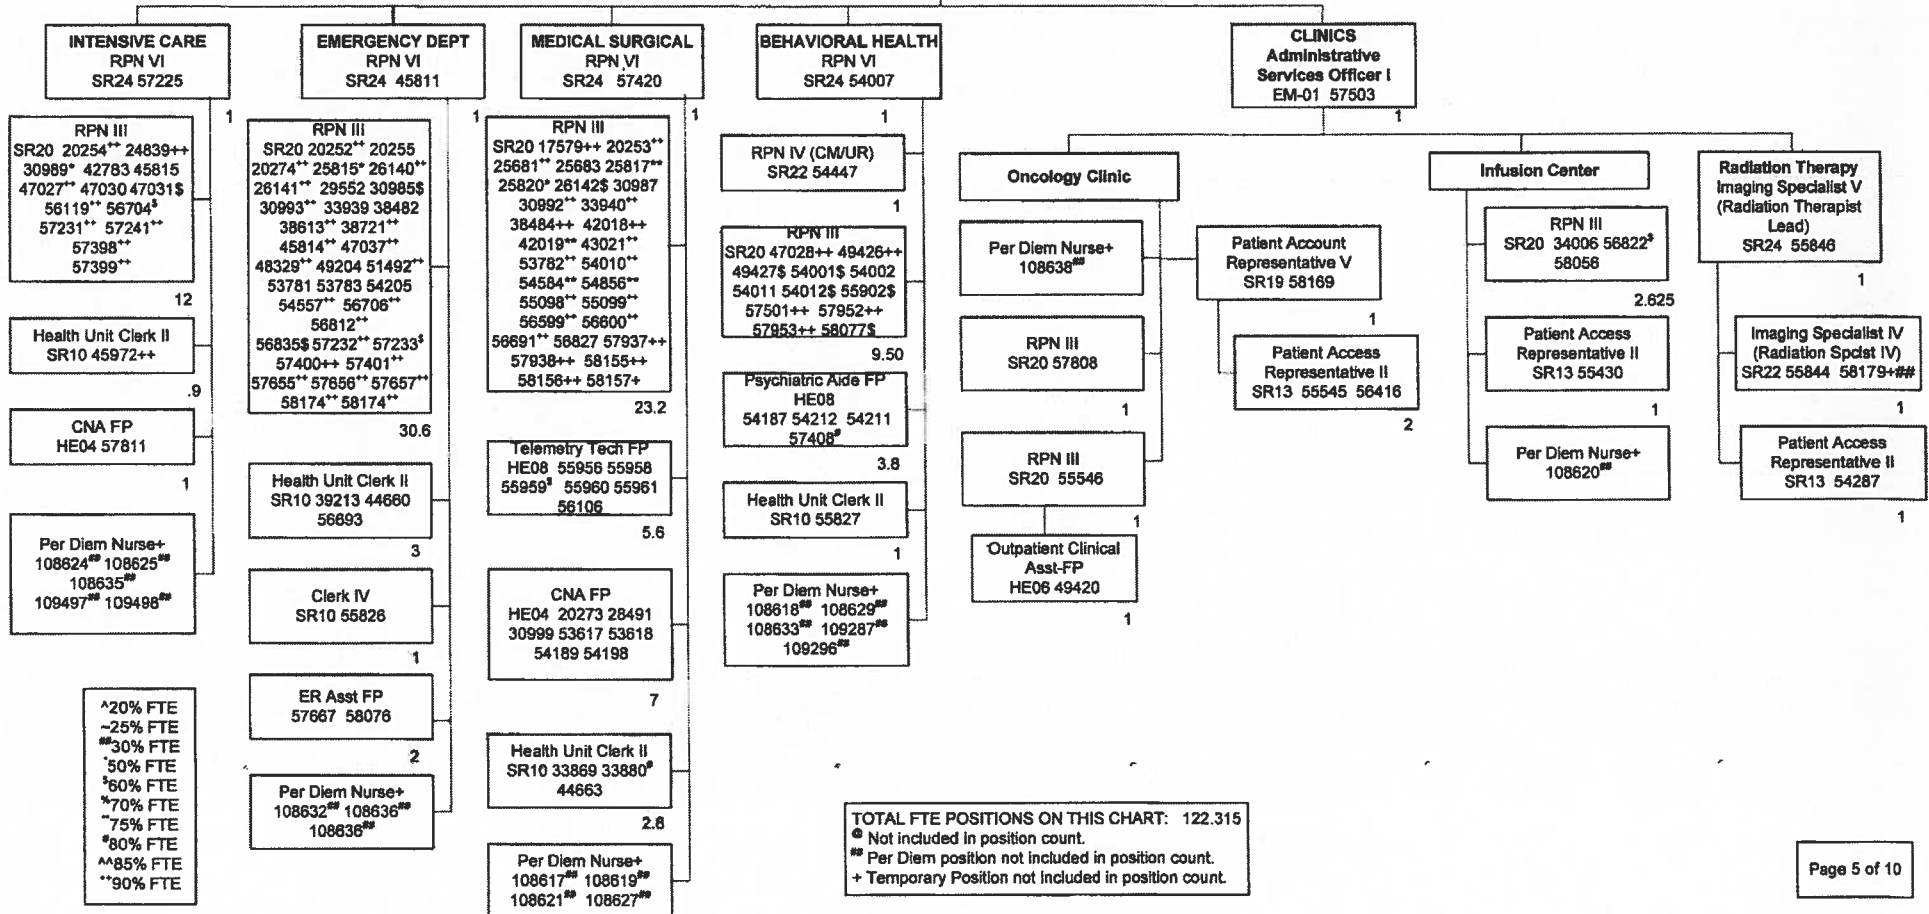 INTENSIVE CARE
RPN VI
SR24 57225
1
RPN III
SR20 20254++ 24839++
30989* 42783 45815
47027++ 47030 47031$
56119++ 56704$
57231++ 57241++
57398++
57399++
12
Health Unit Clerk II
SR10 45972++
.9
CNA FP
HE04 57811
1
Per Diem Nurse+
108624## 108625##
108635##
109497## 109498##
EMERGENCY DEPT
RPN VI
SR24 45811
1
RPN III
SR20 20252++ 20255
20274++ 25815* 26140++
26141++ 29552 30985$
30993++ 33939 38482
38613++ 38721++
45814++ 47037++
48329++ 49204 51492++
53781 53783 54205
54557++ 56706++
56812++
56835$ 57232++ 57233$
57400++ 57401++
57655++ 57656++ 57657++
58174++ 58174++
30.6
Health Unit Clerk II
SR10 39213 44660
56693
3
Clerk IV
SR10 55826
1
ER Asst FP
57667 58076
2
Per Diem Nurse+
108632## 108636##
108636##
MEDICAL SURGICAL
RPN VI
SR24 57420
1
RPN III
SR20 17579++ 20253++
25681++ 25683 25817**
25820* 26142$ 30987
30992++ 33940++
38484++ 42018++
42019** 43021++
53782++ 54010++
54584** 54856**
55098++ 55099++
56599++ 56600++
56691++ 56827 57937++
57938++ 58155++
58156++ 58157+
23.2
Telemetry Tech FP
HE08 55956 55958
55959$ 55960 55961
56106
5.6
CNA FP
HE04 20273 28491
30999 53617 53618
54189 54198
7
Health Unit Clerk II
SR10 33869 33880#
44663
2.8
Per Diem Nurse+
108617## 108619##
108621## 108627##
BEHAVIORAL HEALTH
RPN VI
SR24 54007
1
RPN IV (CM/UR)
SR22 54447
1
RPN III
SR20 47028++ 49426++
49427$ 54001$ 54002
54011 54012$ 55902$
57501++ 57952++
57953++ 58077$
9.50
Psychiatric Aide FP
HE08
54187 54212 54211
57408#
3.8
Health Unit Clerk II
SR10 55827
1
Per Diem Nurse+
108618## 108629##
108633## 109287##
109296##
CLINICS
Administrative
Services Officer I
EM-01 57503
1
Oncology Clinic
Per Diem Nurse+
108638##
RPN III
SR20 57808
1
RPN III
SR20 55546
1
Outpatient Clinical
Asst-FP
HE06 49420
1
Patient Account
Representative V
SR19 58169
1
Patient Access
Representative II
SR13 55545 56416
2
Infusion Center
RPN III
SR20 34006 56822$
58056
2.625
Patient Access
Representative II
SR13 55430
1
Per Diem Nurse+
108620##
Radiation Therapy
Imaging Specialist V
(Radiation Therapist
Lead)
SR24 55846
1
Imaging Specialist IV
(Radiation Spclst IV)
SR22 55844 58179+##
1
Patient Access
Representative II
SR13 54287
1
^20% FTE
~25% FTE
##30% FTE
*50% FTE
$60% FTE
%70% FTE
**75% FTE
#80% FTE
^^85% FTE
++90% FTE
TOTAL FTE POSITIONS ON THIS CHART: 122.315
@ Not included in position count.
## Per Diem position not included in position count.
+ Temporary Position not included in position count.
Page 5 of 10